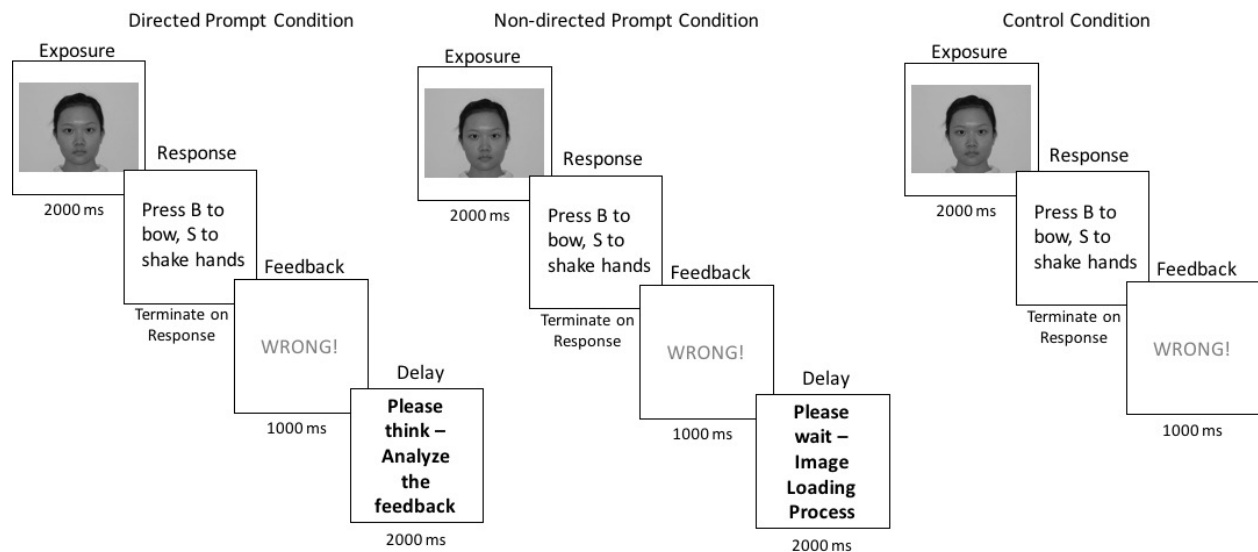 Directed Prompt Condition
Exposure
2000 ms
Response
Press B to
bow, S to
shake hands
Terminate on
Response
Feedback
WRONG!
1000 ms
Delay
Please
think –
Analyze
the
feedback
2000 ms
Non-directed Prompt Condition
Exposure
2000 ms
Response
Press B to
bow, S to
shake hands
Terminate on
Response
Feedback
WRONG!
1000 ms
Delay
Please
wait –
Image
Loading
Process
2000 ms
Control Condition
Exposure
2000 ms
Response
Press B to
bow, S to
shake hands
Terminate on
Response
Feedback
WRONG!
1000 ms